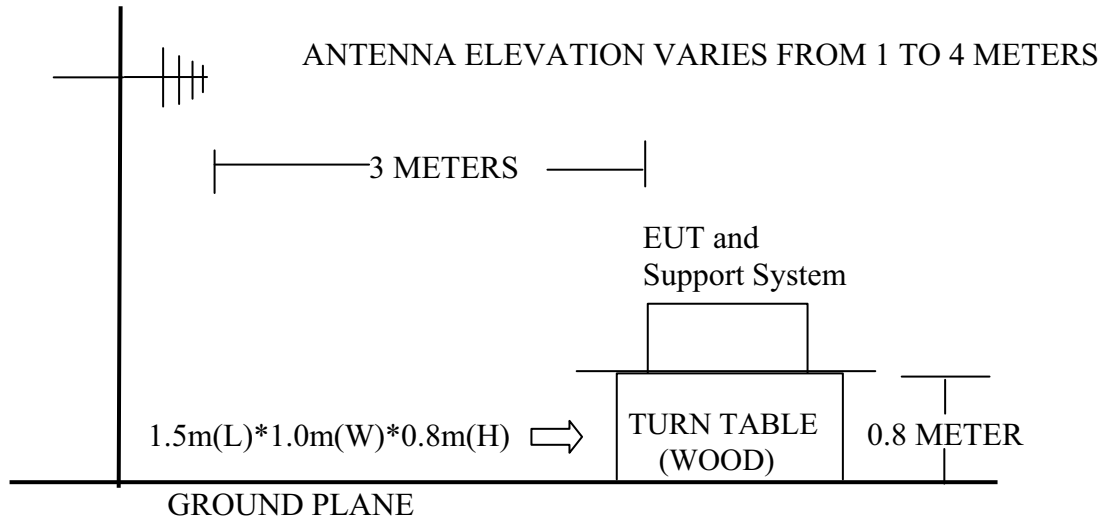 ANTENNA ELEVATION VARIES FROM 1 TO 4 METERS
3 METERS
EUT and
Support System
1.5m(L)*1.0m(W)*0.8m(H)
TURN TABLE
(WOOD)
0.8 METER
GROUND PLANE